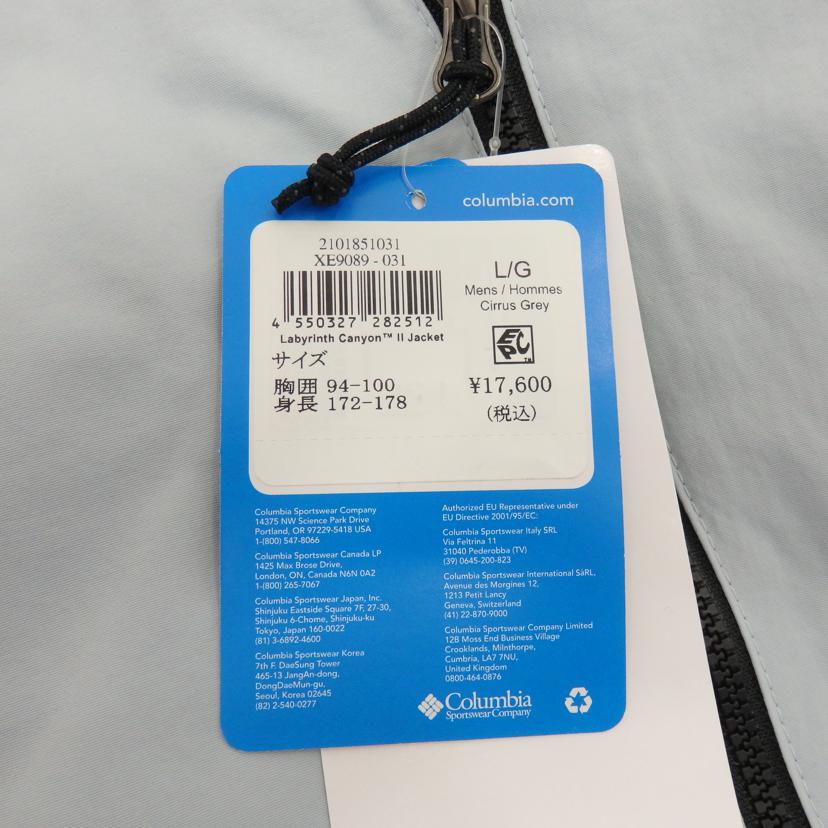 columbia.com
2101851031
XE9089 - 031
4 550327 282512
Labyrinth Canyon™ II Jacket
サイズ
胸囲 94-100
身長 172-178
L/G
Mens / Hommes
Cirrus Grey
EPC™
¥17,600
(税込)
Columbia Sportswear Company
14375 NW Science Park Drive
Portland, OR 97229-5418 USA
1-(800) 547-8066
Columbia Sportswear Canada LP
1425 Max Brose Drive,
London, ON, Canada N6N 0A2
1-(800) 265-7067
Columbia Sportswear Japan, Inc.
Shinjuku Eastside Square 7F, 27-30,
Shinjuku 6-Chome, Shinjuku-ku
Tokyo, Japan 160-0022
(81) 3-6892-4600
Columbia Sportswear Korea
7th F. DaeSung Tower
465-13 JangAn-dong,
DongDaeMun-gu,
Seoul, Korea 02645
(82) 2-540-0277
Authorized EU Representative under
EU Directive 2001/95/EC:
Columbia Sportswear Italy SRL
Via Feltrina 11
31040 Pederobba (TV)
(39) 0645-200-823
Columbia Sportswear International SàRL,
Avenue des Morgines 12,
1213 Petit Lancy
Geneva, Switzerland
(41) 22-870-9000
Columbia Sportswear Company Limited
12B Moss End Business Village
Crooklands, Milnthorpe,
Cumbria, LA7 7NU,
United Kingdom
0800-464-0876
Columbia
Sportswear Company